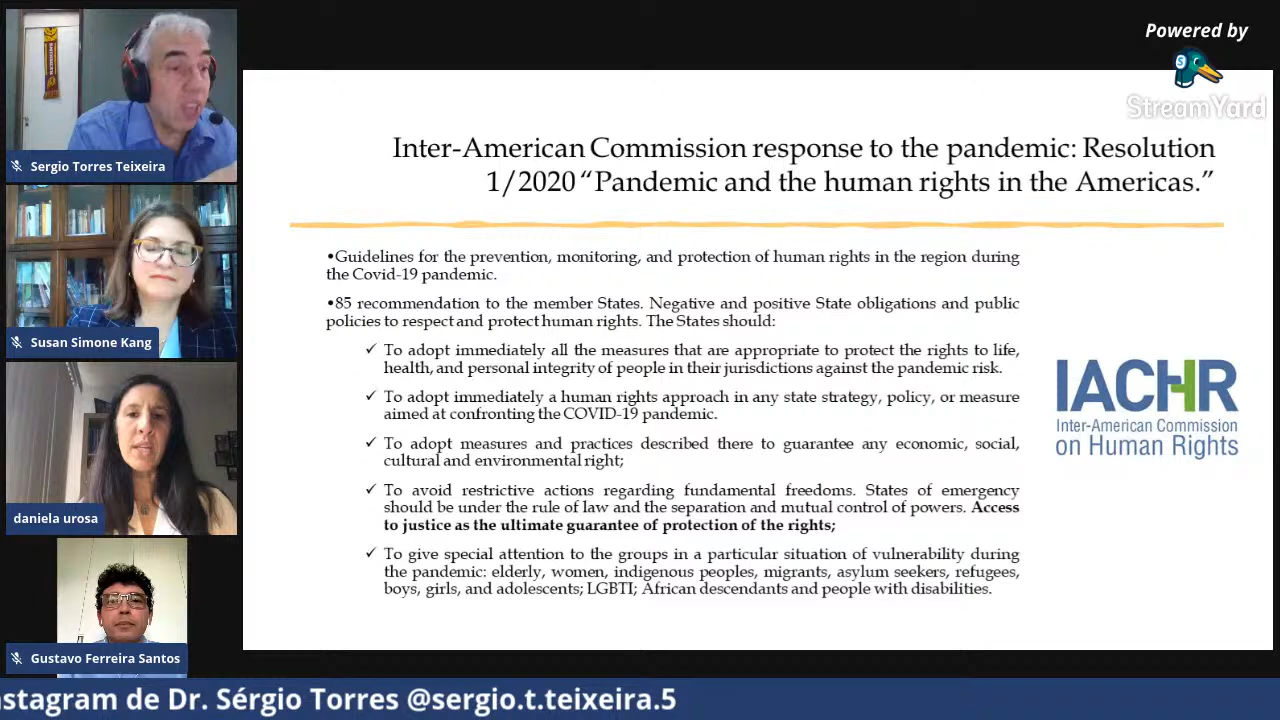 Powered by
StreamYard
Sergio Torres Teixeira
Susan Simone Kang
daniela urosa
Gustavo Ferreira Santos
Inter-American Commission response to the pandemic: Resolution
1/2020 “Pandemic and the human rights in the Americas.”
•Guidelines for the prevention, monitoring, and protection of human rights in the region during
the Covid-19 pandemic.
•85 recommendation to the member States. Negative and positive State obligations and public
policies to respect and protect human rights. The States should:
✓ To adopt immediately all the measures that are appropriate to protect the rights to life,
health, and personal integrity of people in their jurisdictions against the pandemic risk.
✓ To adopt immediately a human rights approach in any state strategy, policy, or measure
aimed at confronting the COVID-19 pandemic.
✓ To adopt measures and practices described there to guarantee any economic, social,
cultural and environmental right;
✓ To avoid restrictive actions regarding fundamental freedoms. States of emergency
should be under the rule of law and the separation and mutual control of powers. Access
to justice as the ultimate guarantee of protection of the rights;
✓ To give special attention to the groups in a particular situation of vulnerability during
the pandemic: elderly, women, indigenous peoples, migrants, asylum seekers, refugees,
boys, girls, and adolescents; LGBTI; African descendants and people with disabilities.
IACHR
Inter-American Commission
on Human Rights
nstagram de Dr. Sérgio Torres @sergio.t.teixeira.5